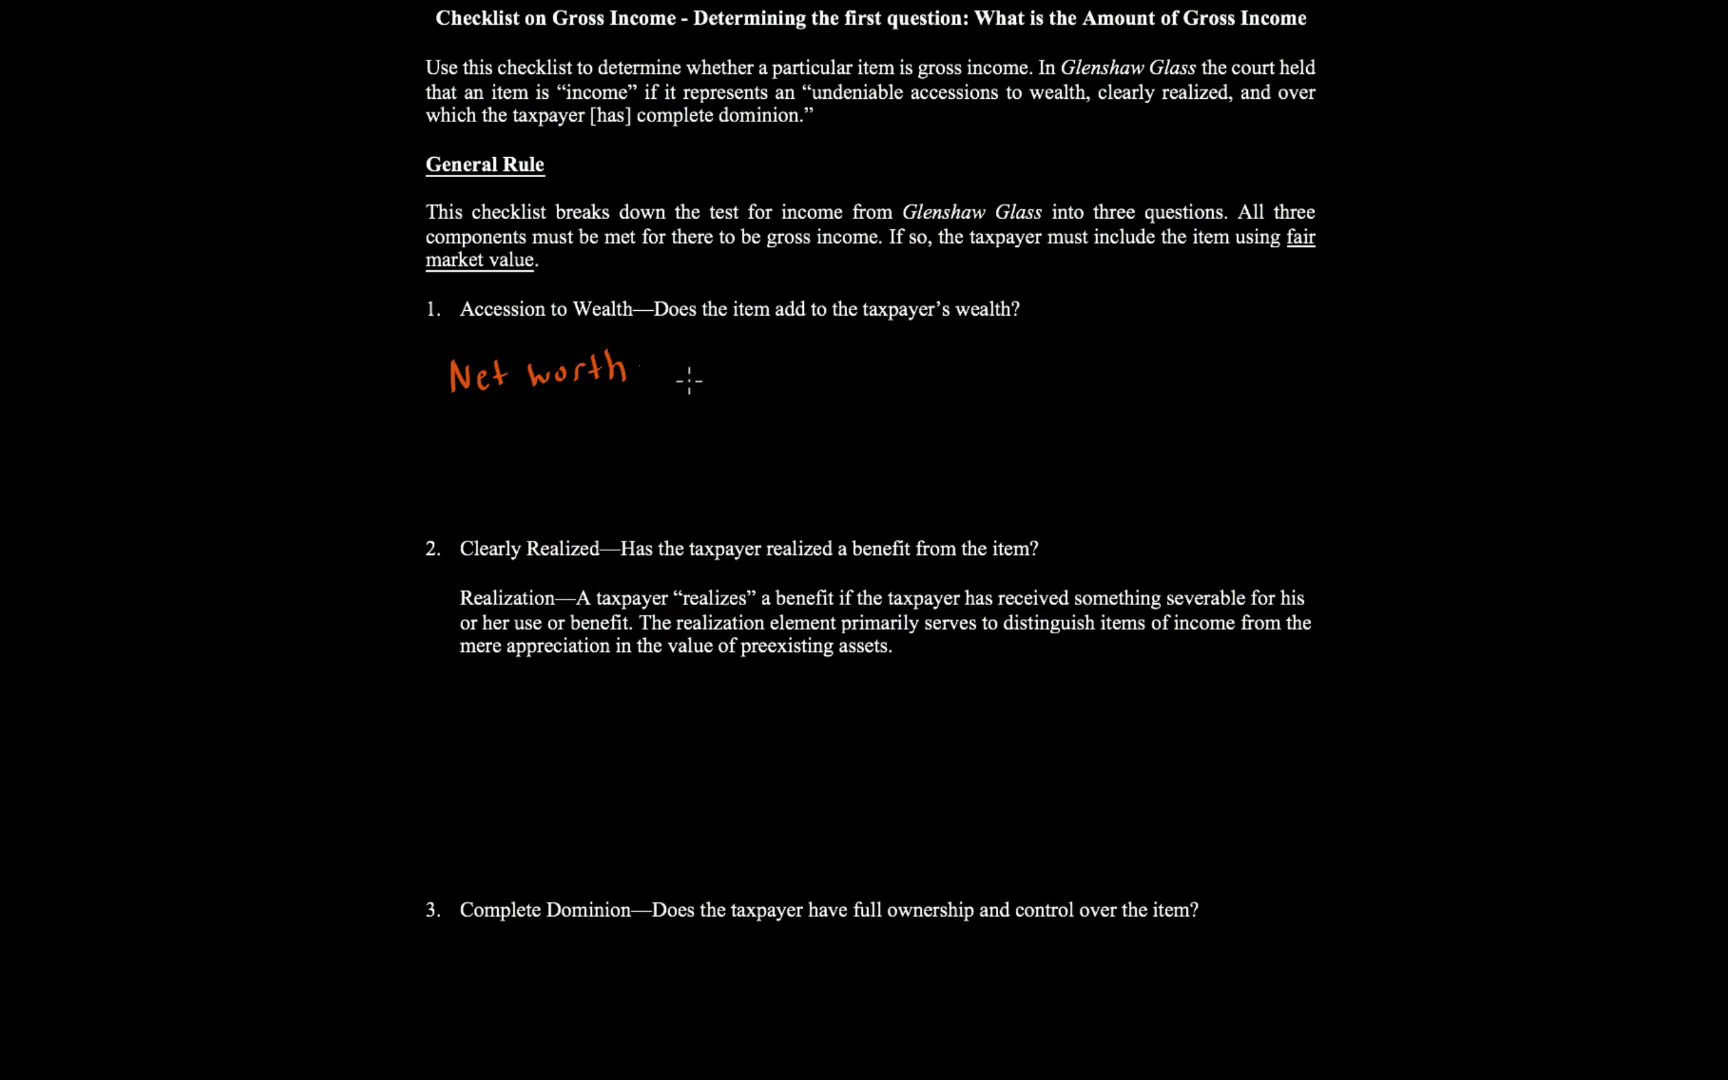 Checklist on Gross Income - Determining the first question: What is the Amount of Gross Income
Use this checklist to determine whether a particular item is gross income. In Glenshaw Glass the court held
that an item is “income” if it represents an “undeniable accessions to wealth, clearly realized, and over
which the taxpayer [has] complete dominion.”
General Rule
This checklist breaks down the test for income from Glenshaw Glass into three questions. All three
components must be met for there to be gross income. If so, the taxpayer must include the item using fair
market value.
1. Accession to Wealth—Does the item add to the taxpayer’s wealth?
Net worth
2. Clearly Realized—Has the taxpayer realized a benefit from the item?
Realization—A taxpayer “realizes” a benefit if the taxpayer has received something severable for his
or her use or benefit. The realization element primarily serves to distinguish items of income from the
mere appreciation in the value of preexisting assets.
3. Complete Dominion—Does the taxpayer have full ownership and control over the item?